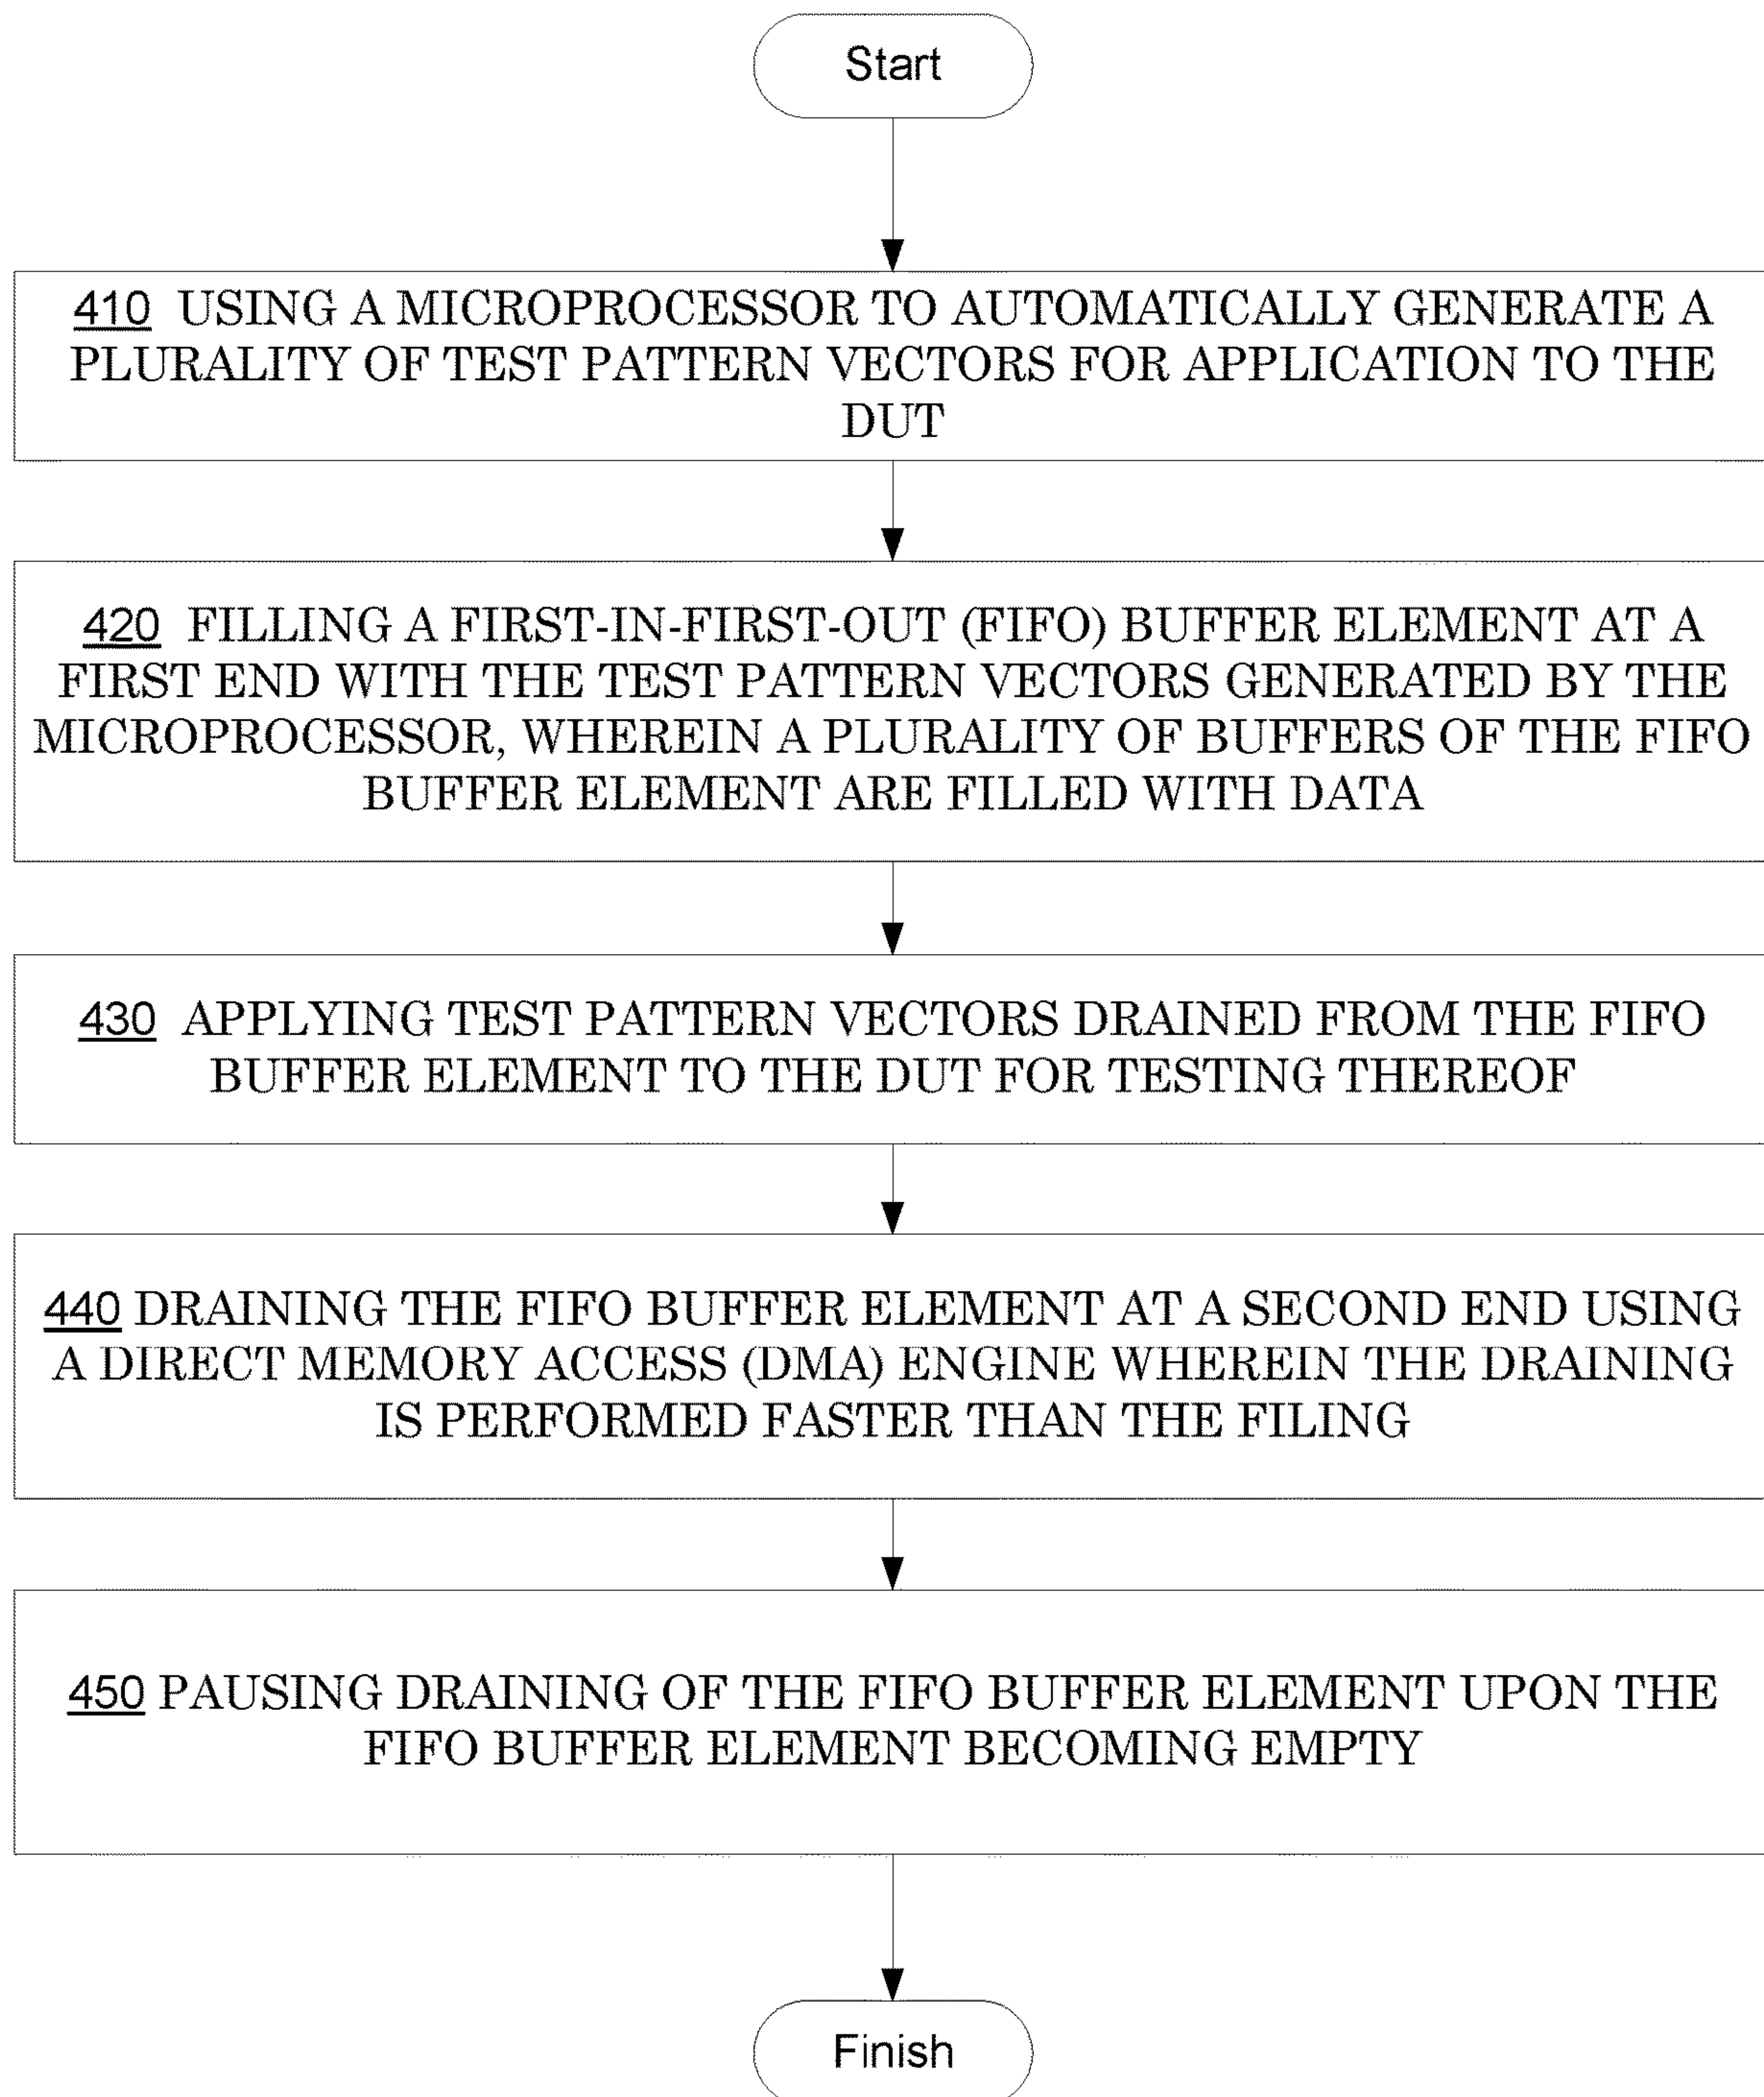 Start
410 USING A MICROPROCESSOR TO AUTOMATICALLY GENERATE A
PLURALITY OF TEST PATTERN VECTORS FOR APPLICATION TO THE
DUT
420 FILLING A FIRST-IN-FIRST-OUT (FIFO) BUFFER ELEMENT AT A
FIRST END WITH THE TEST PATTERN VECTORS GENERATED BY THE
MICROPROCESSOR, WHEREIN A PLURALITY OF BUFFERS OF THE FIFO
BUFFER ELEMENT ARE FILLED WITH DATA
430 APPLYING TEST PATTERN VECTORS DRAINED FROM THE FIFO
BUFFER ELEMENT TO THE DUT FOR TESTING THEREOF
440 DRAINING THE FIFO BUFFER ELEMENT AT A SECOND END USING
A DIRECT MEMORY ACCESS (DMA) ENGINE WHEREIN THE DRAINING
IS PERFORMED FASTER THAN THE FILING
450 PAUSING DRAINING OF THE FIFO BUFFER ELEMENT UPON THE
FIFO BUFFER ELEMENT BECOMING EMPTY
Finish